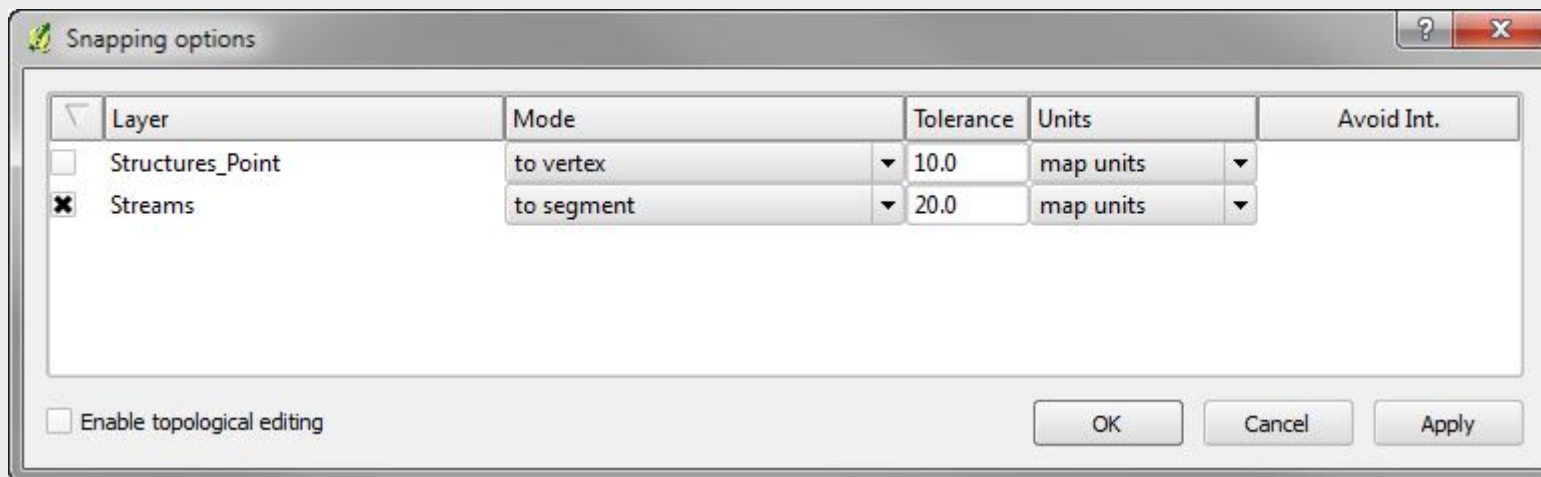 Snapping options
Layer Mode Tolerance Units Avoid Int.
Structures_Point to vertex 10.0 map units
Streams to segment 20.0 map units
Enable topological editing OK Cancel Apply